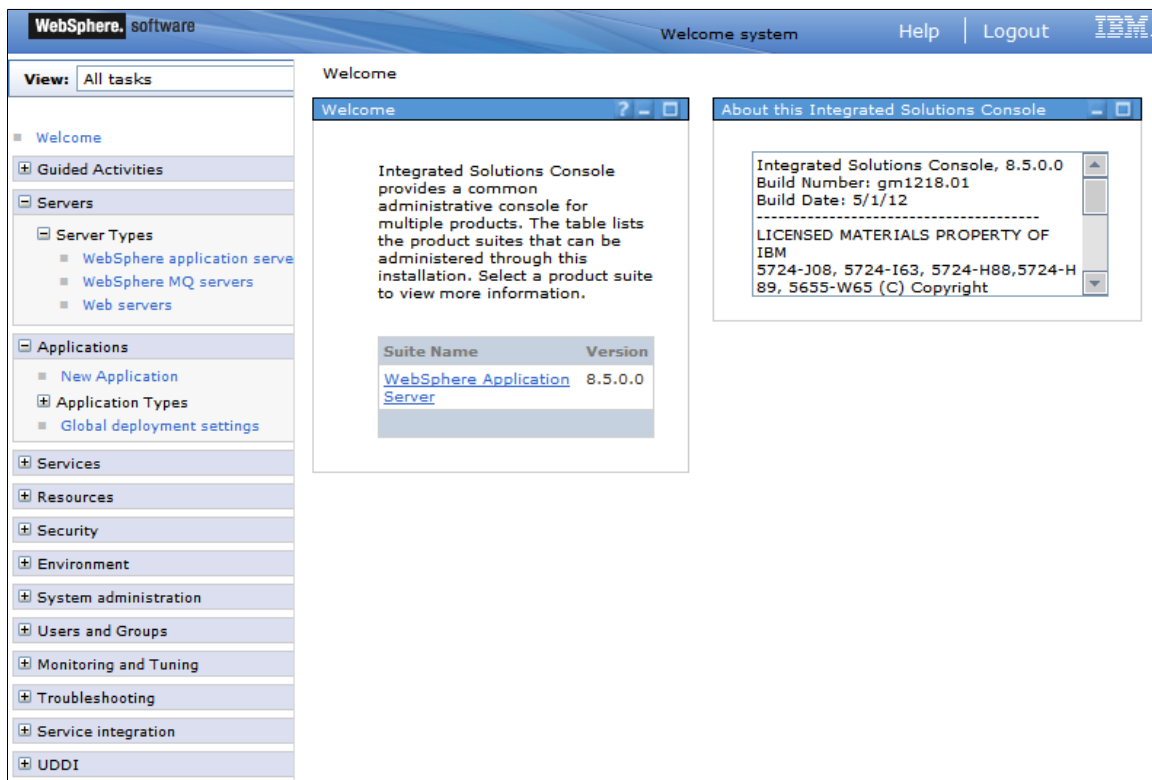 WebSphere. software
Welcome system
Help
Logout
IBM.
View: All tasks
Welcome
Guided Activities
Servers
Server Types
WebSphere application serve
WebSphere MQ servers
Web servers
Applications
New Application
Application Types
Global deployment settings
Services
Resources
Security
Environment
System administration
Users and Groups
Monitoring and Tuning
Troubleshooting
Service integration
UDDI
Welcome
Welcome ?
Integrated Solutions Console
provides a common
administrative console for
multiple products. The table lists
the product suites that can be
administered through this
installation. Select a product suite
to view more information.
Suite Name Version
WebSphere Application 8.5.0.0
Server
About this Integrated Solutions Console
Integrated Solutions Console, 8.5.0.0
Build Number: gm1218.01
Build Date: 5/1/12
----------------------------------------
LICENSED MATERIALS PROPERTY OF
IBM
5724-J08, 5724-I63, 5724-H88,5724-H
89, 5655-W65 (C) Copyright